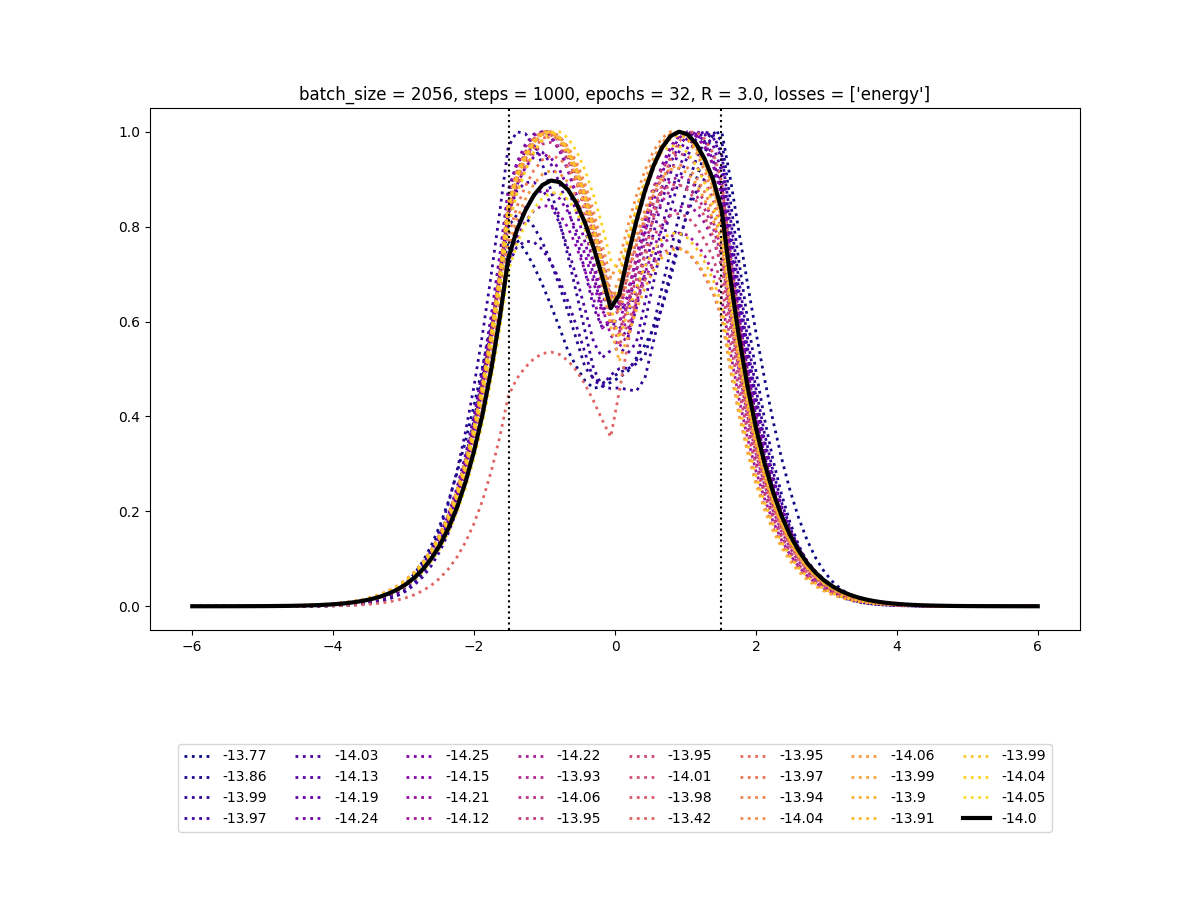 batch_size = 2056, steps = 1000, epochs = 32, R = 3.0, losses = ['energy']
1.0
0.8
0.6
0.4
0.2
0.0
−6 −4 −2 0 2 4 6
-13.77 -14.03 -14.25 -14.22 -13.95 -13.95 -14.06 -13.99
-13.86 -14.13 -14.15 -13.93 -14.01 -13.97 -13.99 -14.04
-13.99 -14.19 -14.21 -14.06 -13.98 -13.94 -13.9 -14.05
-13.97 -14.24 -14.12 -13.95 -13.42 -14.04 -13.91 -14.0